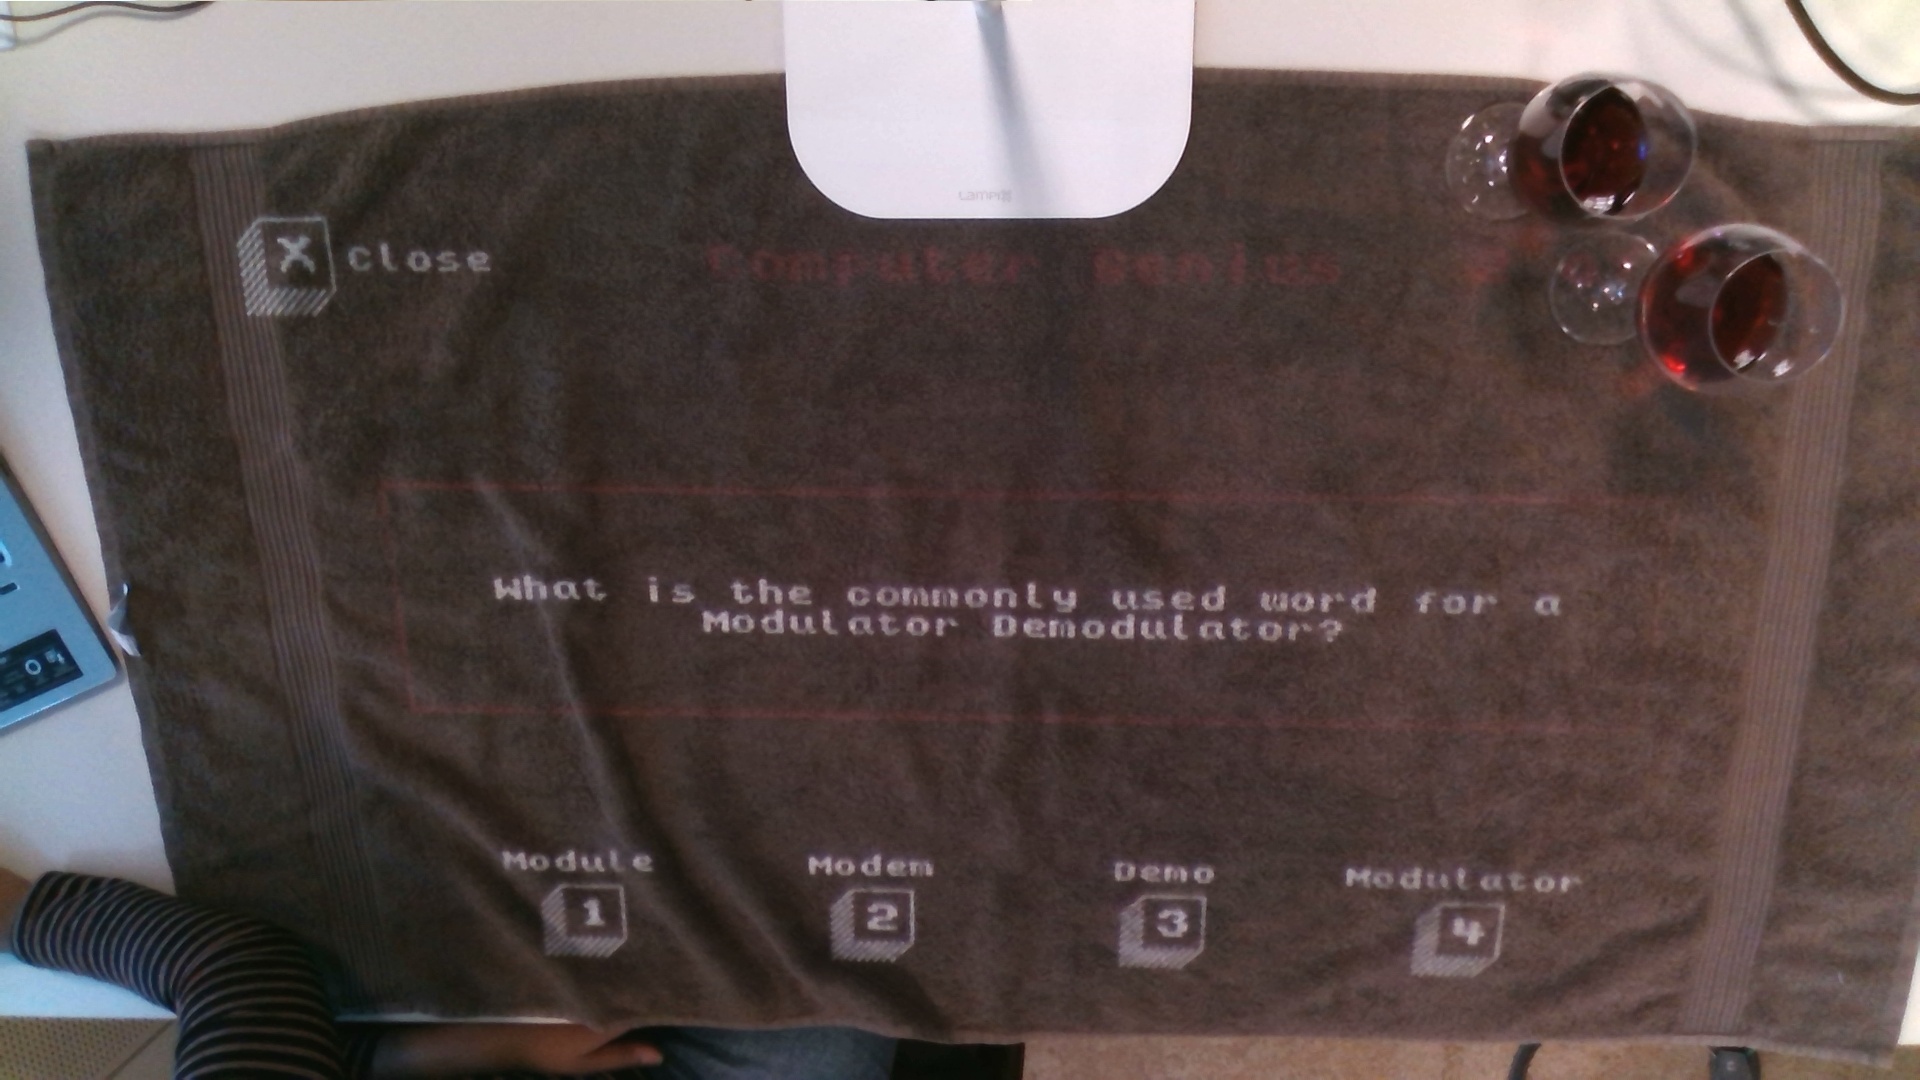 Lampix
X Close
Computer Genius
What is the commonly used word for a
Modulator Demodulator?
Module Modem Demo Modulator
1 2 3 4